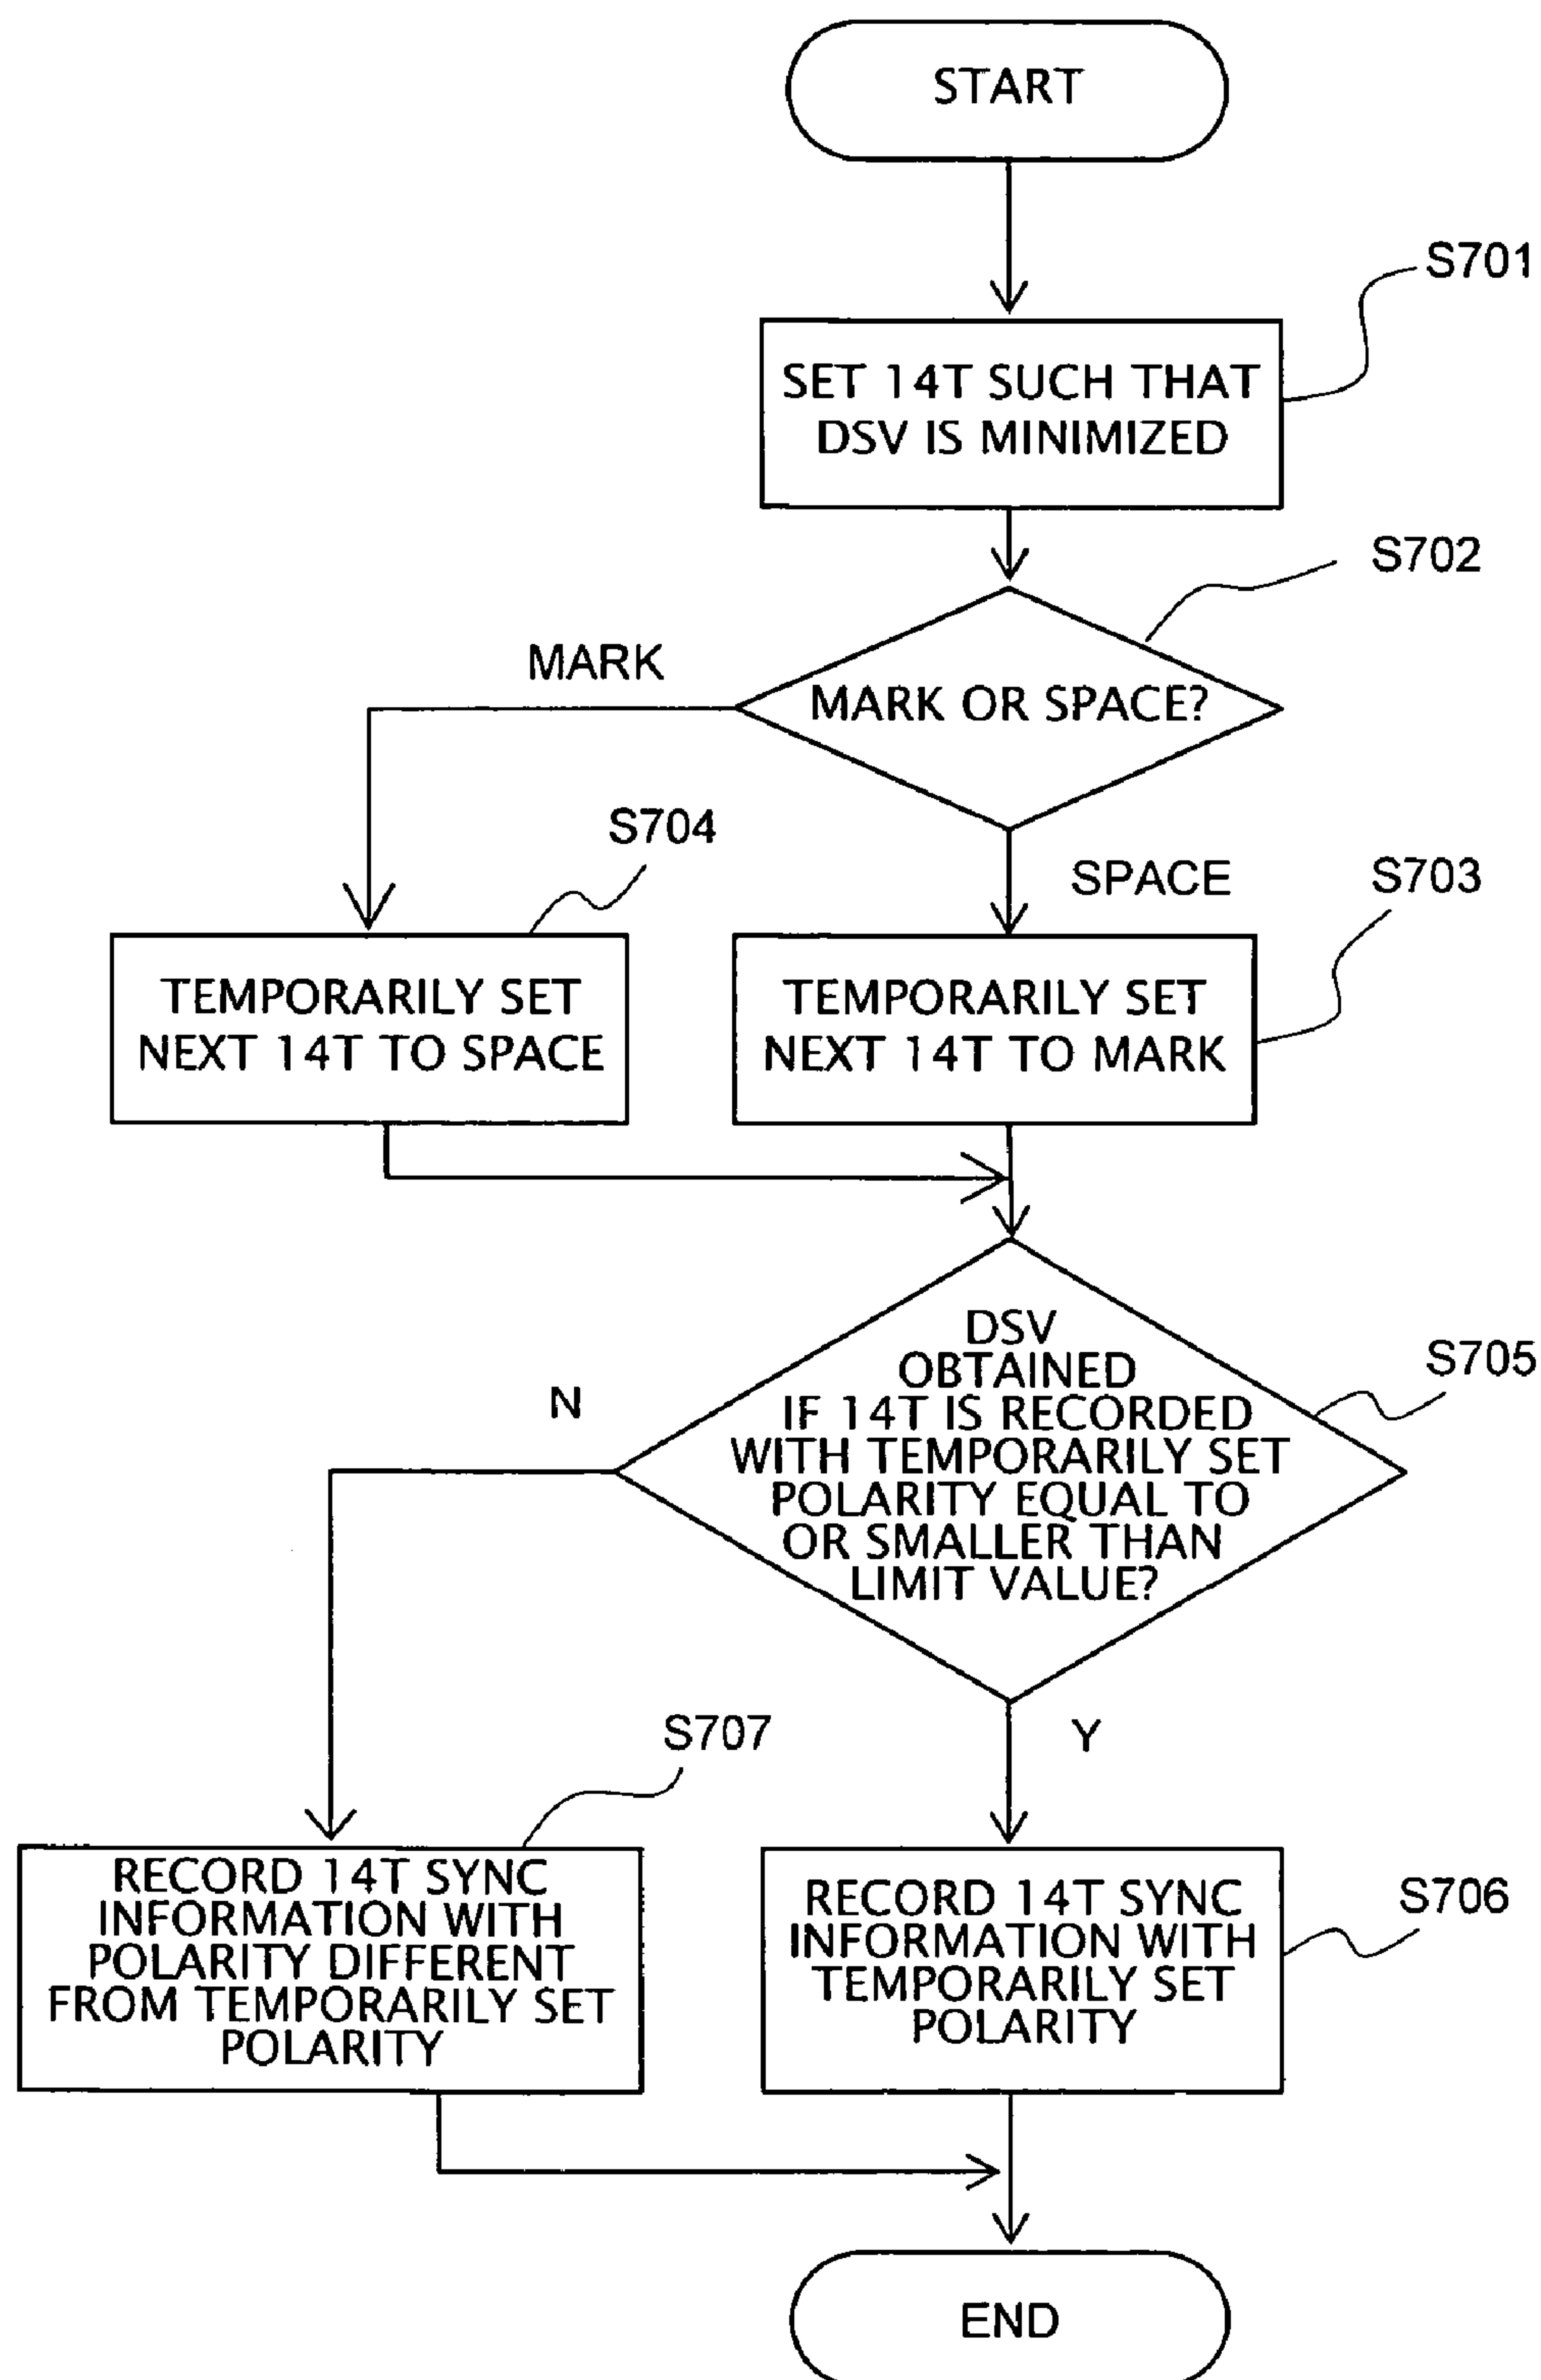 START
S701
SET 14T SUCH THAT
DSV IS MINIMIZED
S702
MARK
MARK OR SPACE?
S704
SPACE
S703
TEMPORARILY SET
NEXT 14T TO SPACE
TEMPORARILY SET
NEXT 14T TO MARK
DSV
OBTAINED
IF 14T IS RECORDED
WITH TEMPORARILY SET
POLARITY EQUAL TO
OR SMALLER THAN
LIMIT VALUE?
S705
N
Y
S707
RECORD 14T SYNC
INFORMATION WITH
POLARITY DIFFERENT
FROM TEMPORARILY SET
POLARITY
RECORD 14T SYNC
INFORMATION WITH
TEMPORARILY SET
POLARITY
S706
END